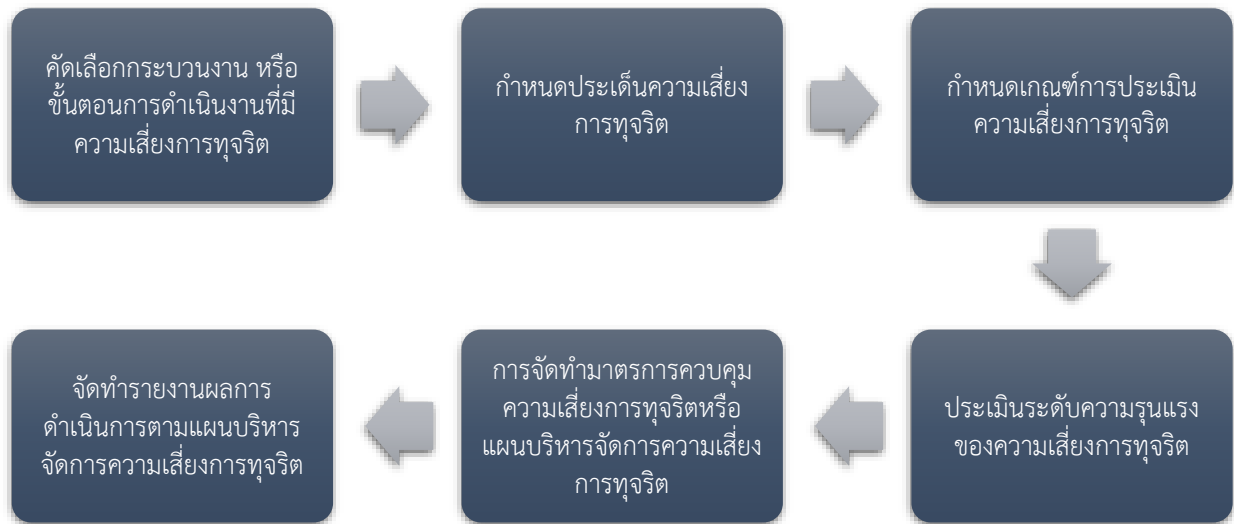 คัดเลือกกระบวนงาน หรือ
ขั้นตอนการดำเนินงานที่มี
ความเสี่ยงการทุจริต
กำหนดประเด็นความเสี่ยง
การทุจริต
กำหนดเกณฑ์การประเมิน
ความเสี่ยงการทุจริต
ประเมินระดับความรุนแรง
ของความเสี่ยงการทุจริต
การจัดทำมาตรการควบคุม
ความเสี่ยงการทุจริตหรือ
แผนบริหารจัดการความเสี่ยง
การทุจริต
จัดทำรายงานผลการ
ดำเนินการตามแผนบริหาร
จัดการความเสี่ยงการทุจริต